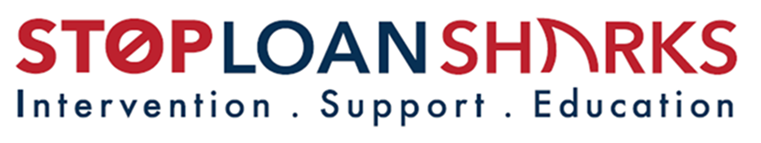 STOPLOANSHARKS
Intervention . Support . Education